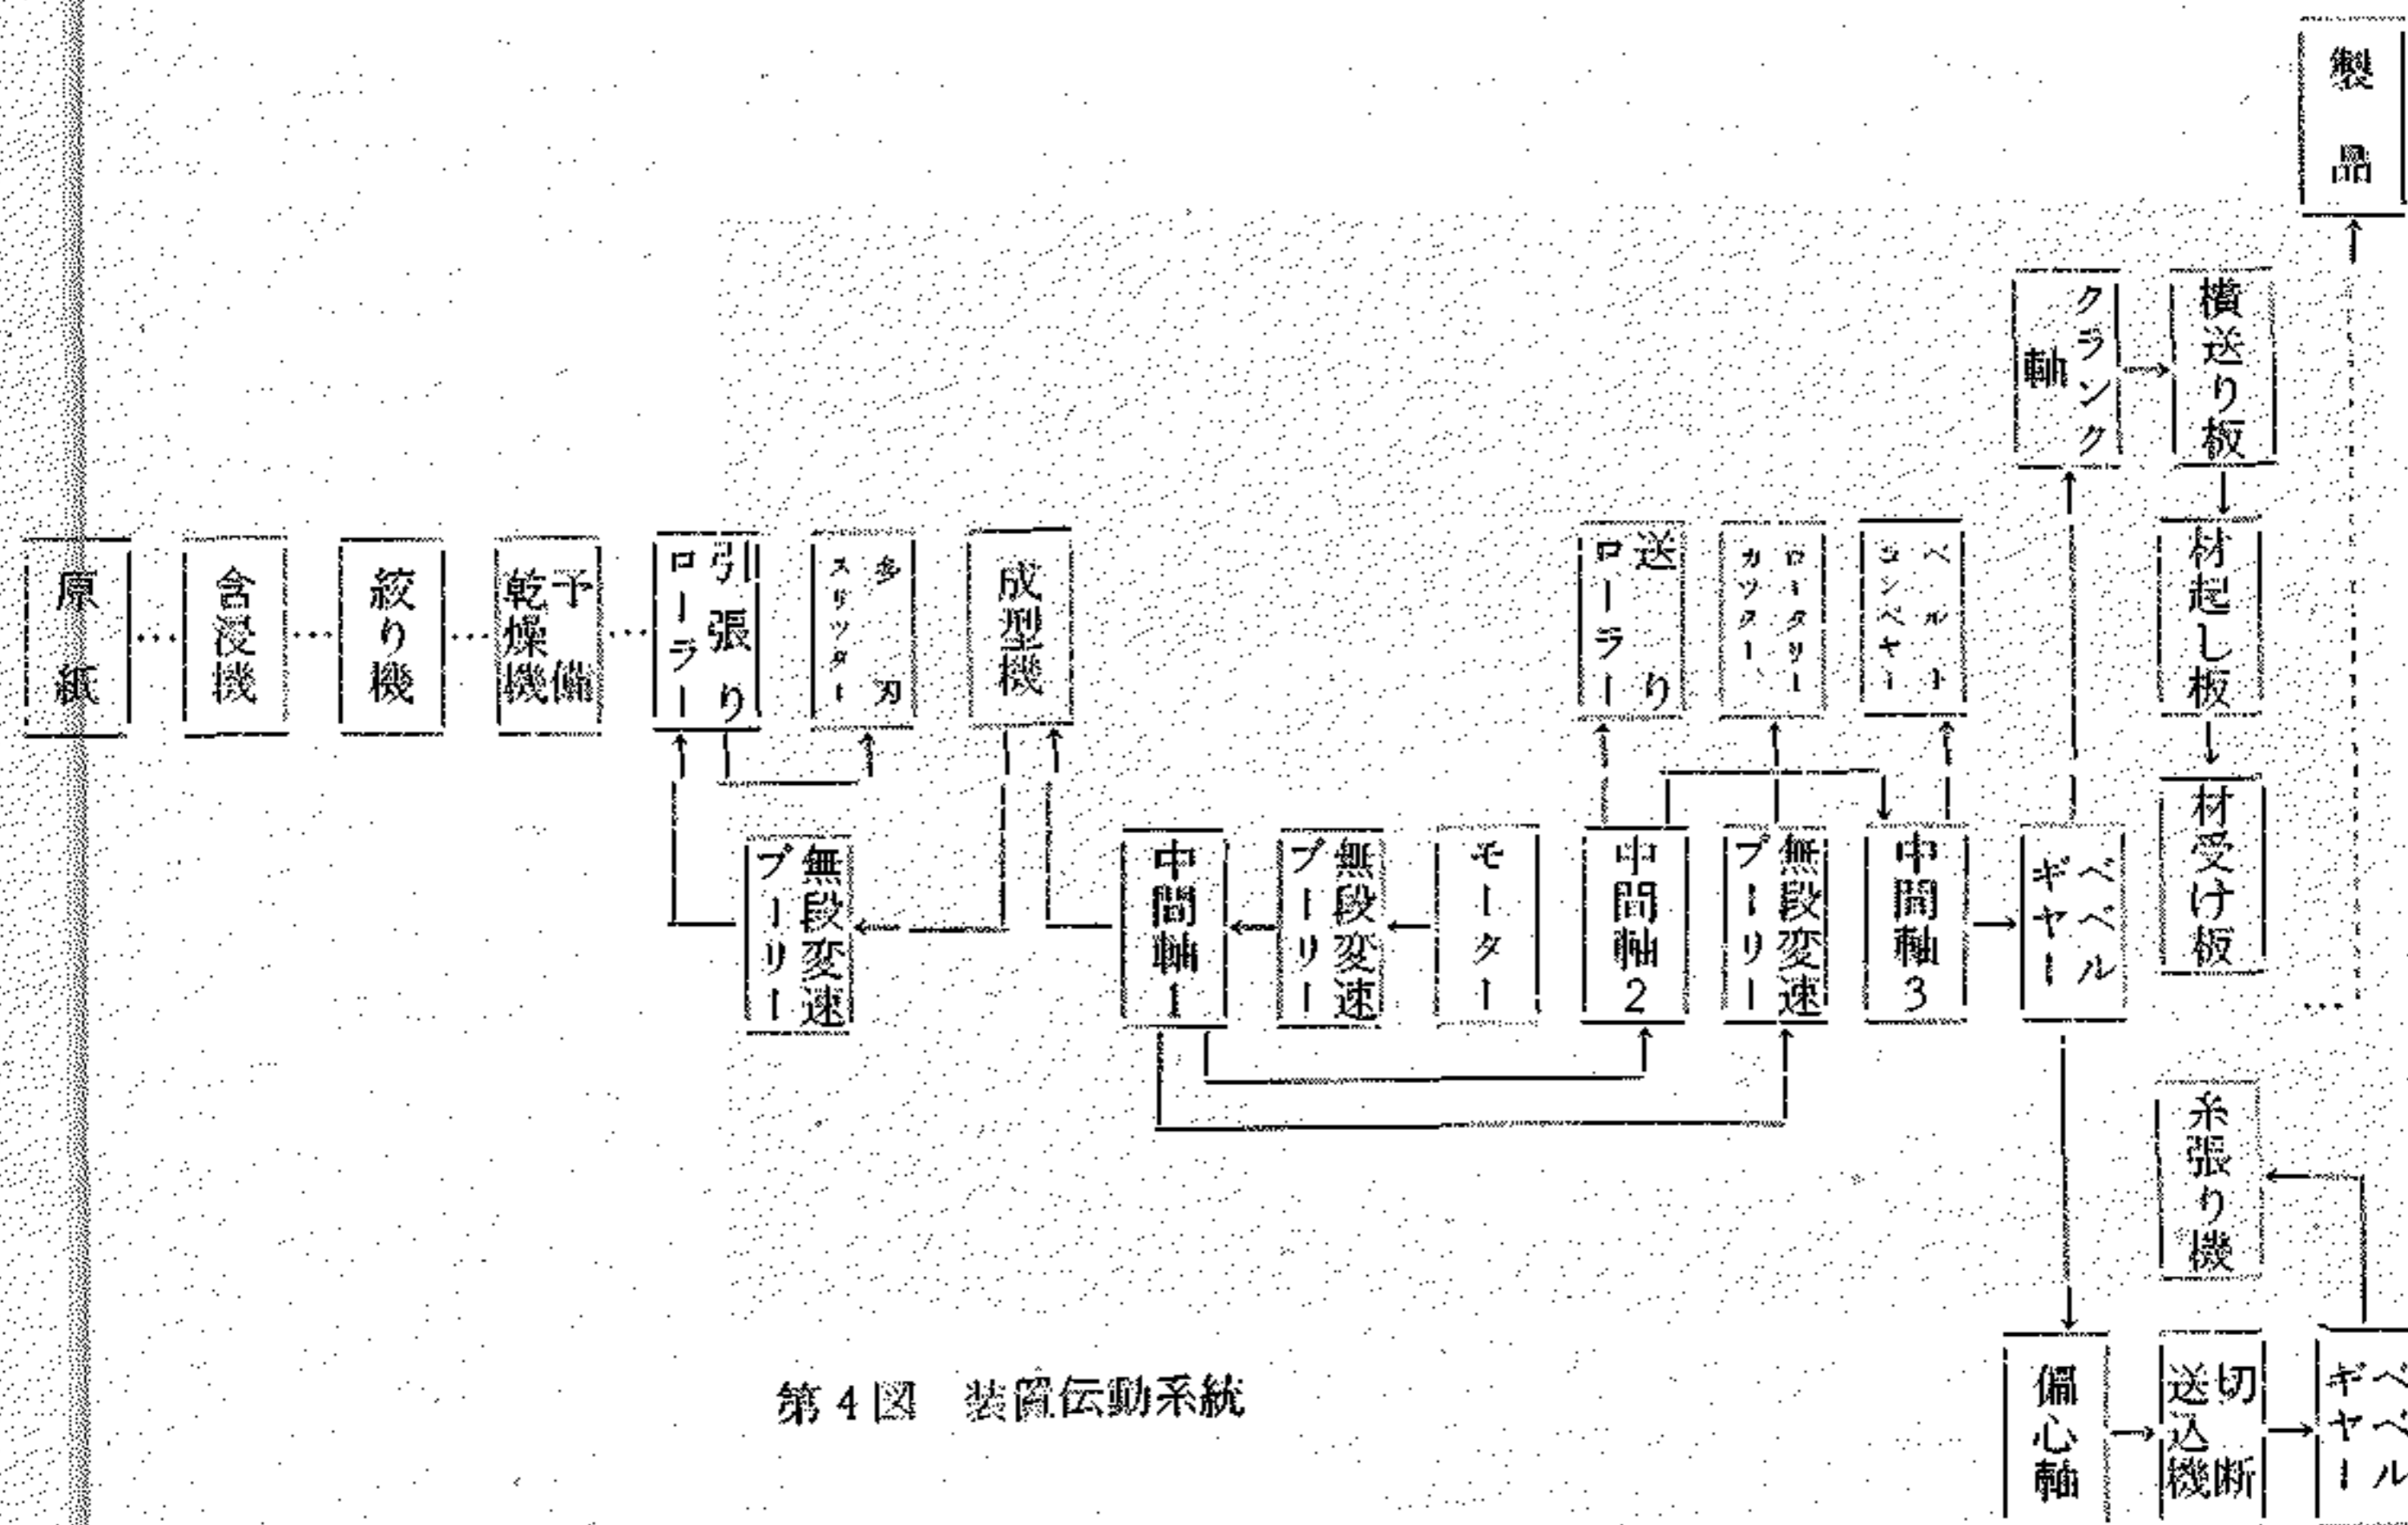 製品
クランク軸
横送り板
原紙
含浸機
絞り機
予備乾燥機
引張りローラー
多刃スリッター
成型機
送りローラー
ロータリーカッター
ベルトコンベヤー
材起し板
無段変速プーリー
中間軸1
無段変速プーリー
モーター
中間軸2
無段変速プーリー
中間軸3
ベベルギヤー
材受け板
糸張り機
偏心軸
切断送込機
ベベルギヤー
第4図 装置伝動系統